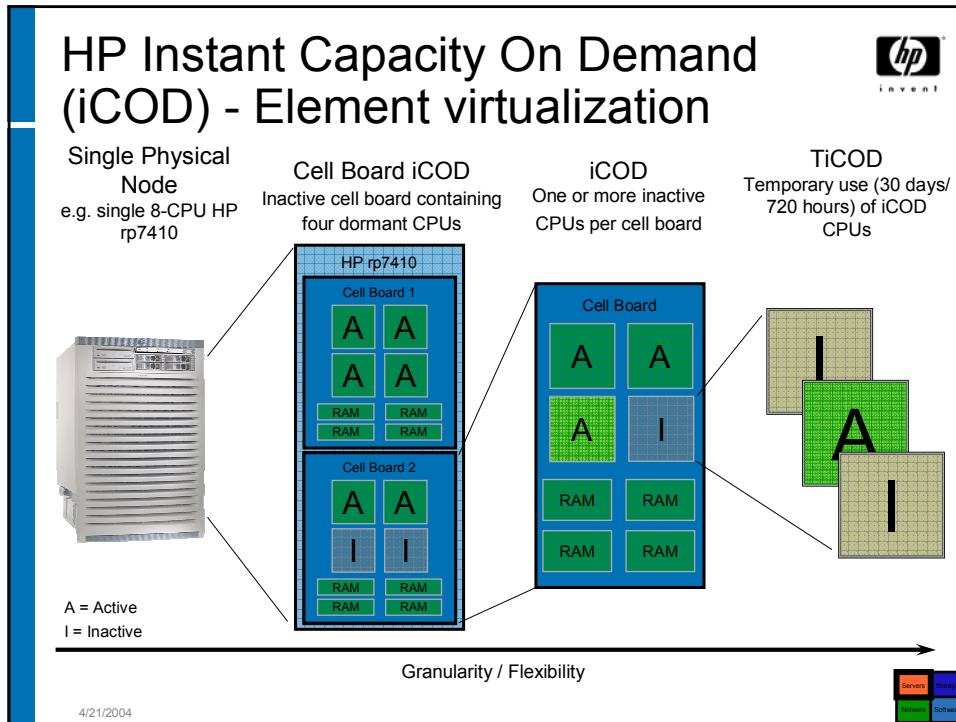 HP Instant Capacity On Demand
(iCOD) - Element virtualization
hp
invent
Single Physical
Node
e.g. single 8-CPU HP
rp7410
Cell Board iCOD
Inactive cell board containing
four dormant CPUs
iCOD
One or more inactive
CPUs per cell board
TiCOD
Temporary use (30 days/
720 hours) of iCOD
CPUs
HP rp7410
Cell Board 1
A A
A A
RAM RAM
RAM RAM
Cell Board 2
A A
I I
RAM RAM
RAM RAM
Cell Board
A A
A I
RAM RAM
RAM RAM
I
A
I
A = Active
I = Inactive
Granularity / Flexibility
4/21/2004
Servers Storage
Network Software